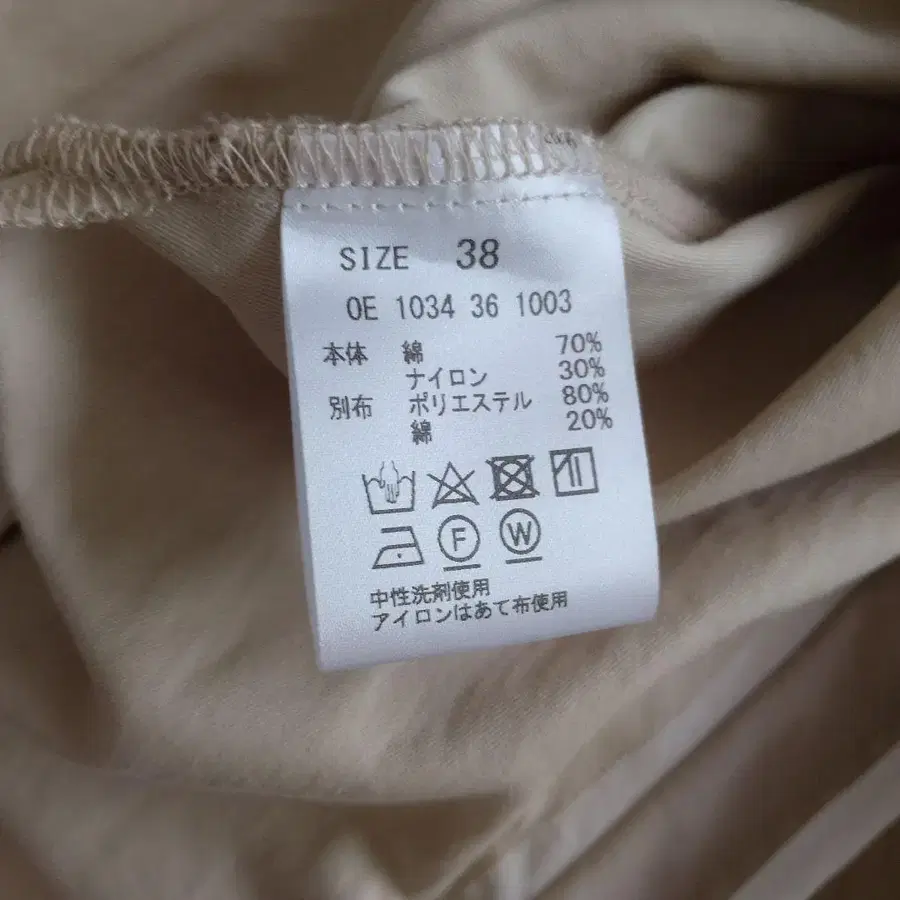 SIZE 38
OE 1034 36 1003
本体 綿 70%
ナイロン 30%
別布 ポリエステル 80%
綿 20%
F W
中性洗剤使用
アイロンはあて布使用